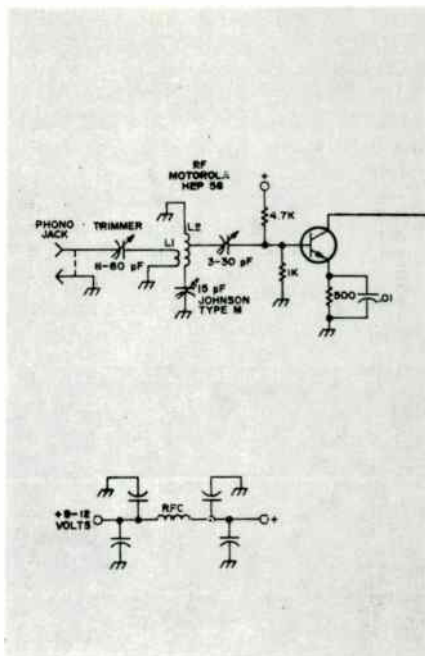 RF
MOTOROLA
HEP 56
+
4.7K
PHONO
JACK
TRIMMER
L1
L2
8-60 pF
3-30 pF
1K
15 pF
JOHNSON
TYPE M
500
.01
+9-12
VOLTS
RFC
+